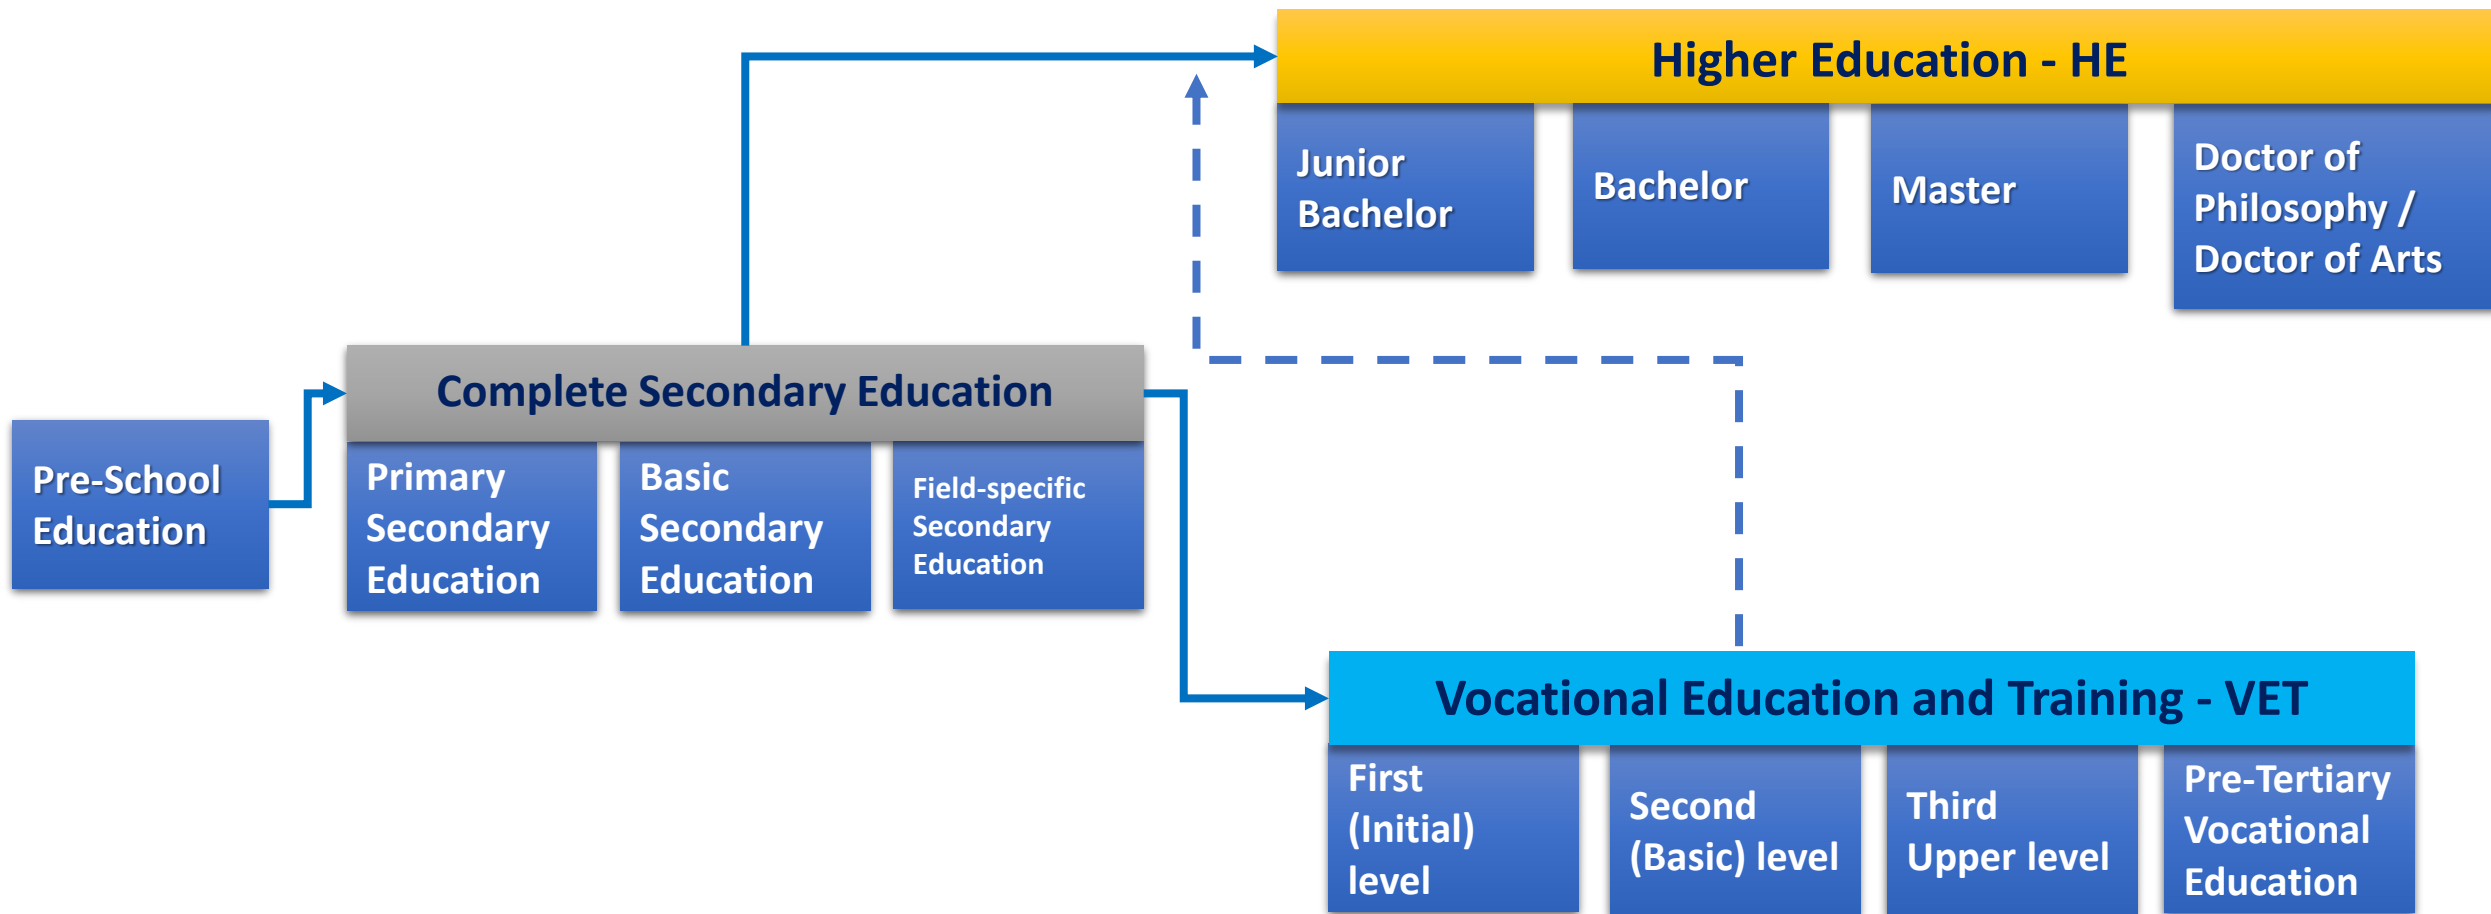 Higher Education - HE
Junior
Bachelor
Bachelor
Master
Doctor of
Philosophy /
Doctor of Arts
Complete Secondary Education
Pre-School
Education
Primary
Secondary
Education
Basic
Secondary
Education
Field-specific
Secondary
Education
Vocational Education and Training - VET
First
(Initial)
level
Second
(Basic) level
Third
Upper level
Pre-Tertiary
Vocational
Education